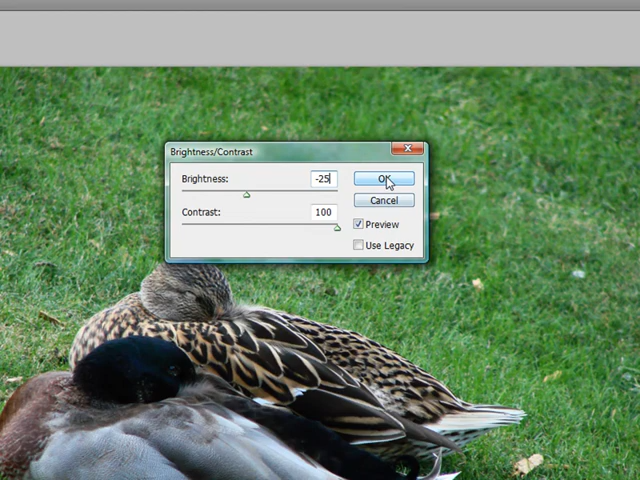 Brightness/Contrast
Brightness: -25 OK
Cancel
Contrast: 100
Preview
Use Legacy